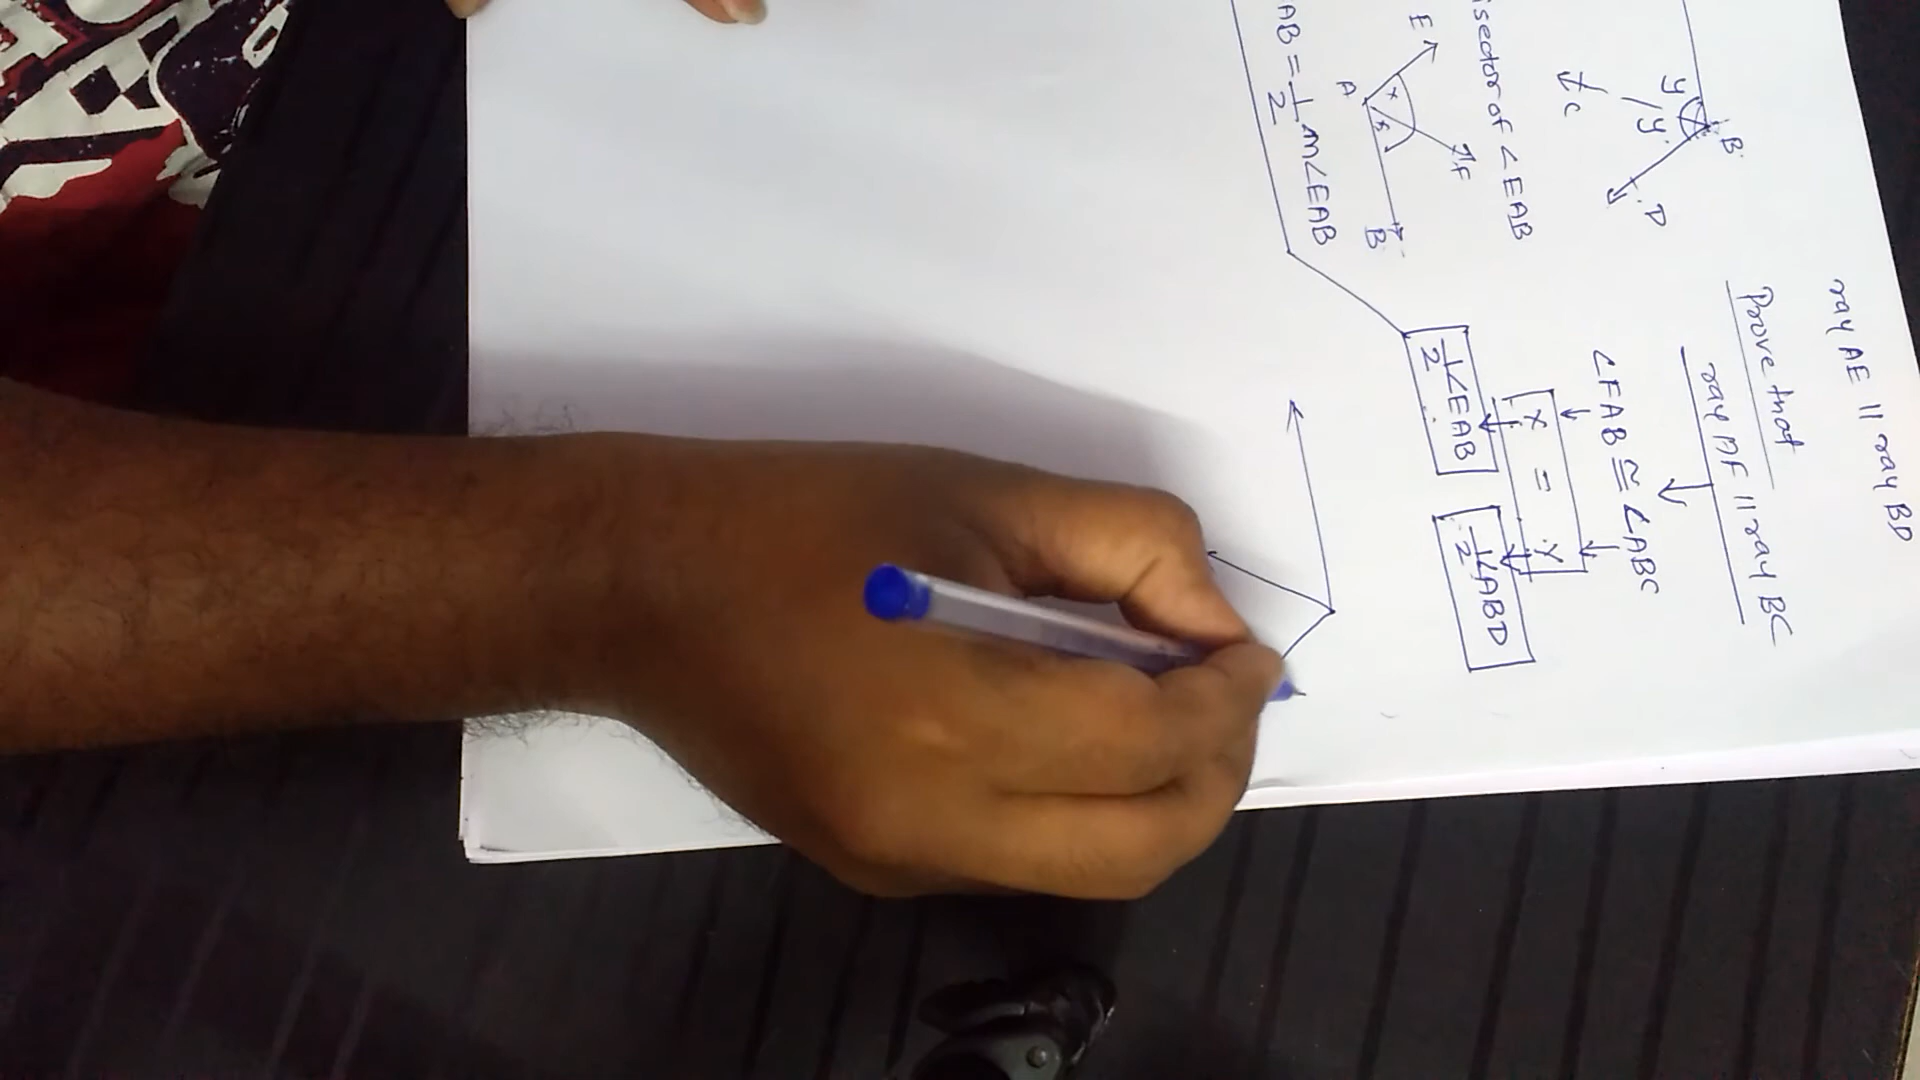 ray AE || ray BD
Prove that
ray AF || ray BC
∠FAB ≅ ∠ABC
x = y
1/2 ∠EAB
1/2 ∠ABD
B
y
y
D
C
isector of ∠EAB
E
F
A
x
x
B
AB = 1/2 m∠EAB